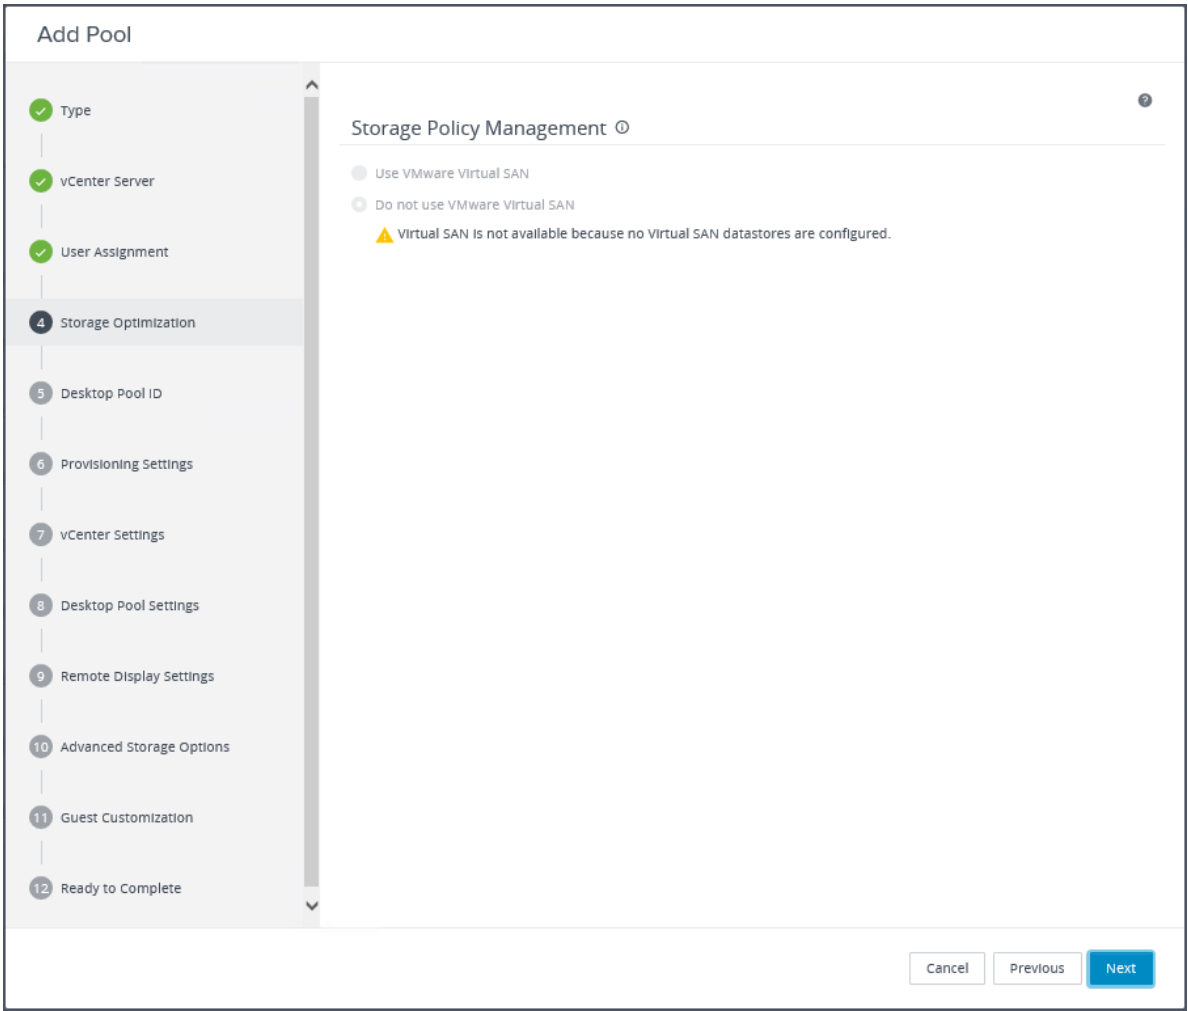 Add Pool
Type
vCenter Server
User Assignment
4 Storage Optimization
5 Desktop Pool ID
6 Provisioning Settings
7 vCenter Settings
8 Desktop Pool Settings
9 Remote Display Settings
10 Advanced Storage Options
11 Guest Customization
12 Ready to Complete
?
Storage Policy Management
Use VMware Virtual SAN
Do not use VMware Virtual SAN
Virtual SAN is not available because no Virtual SAN datastores are configured.
Cancel Previous Next